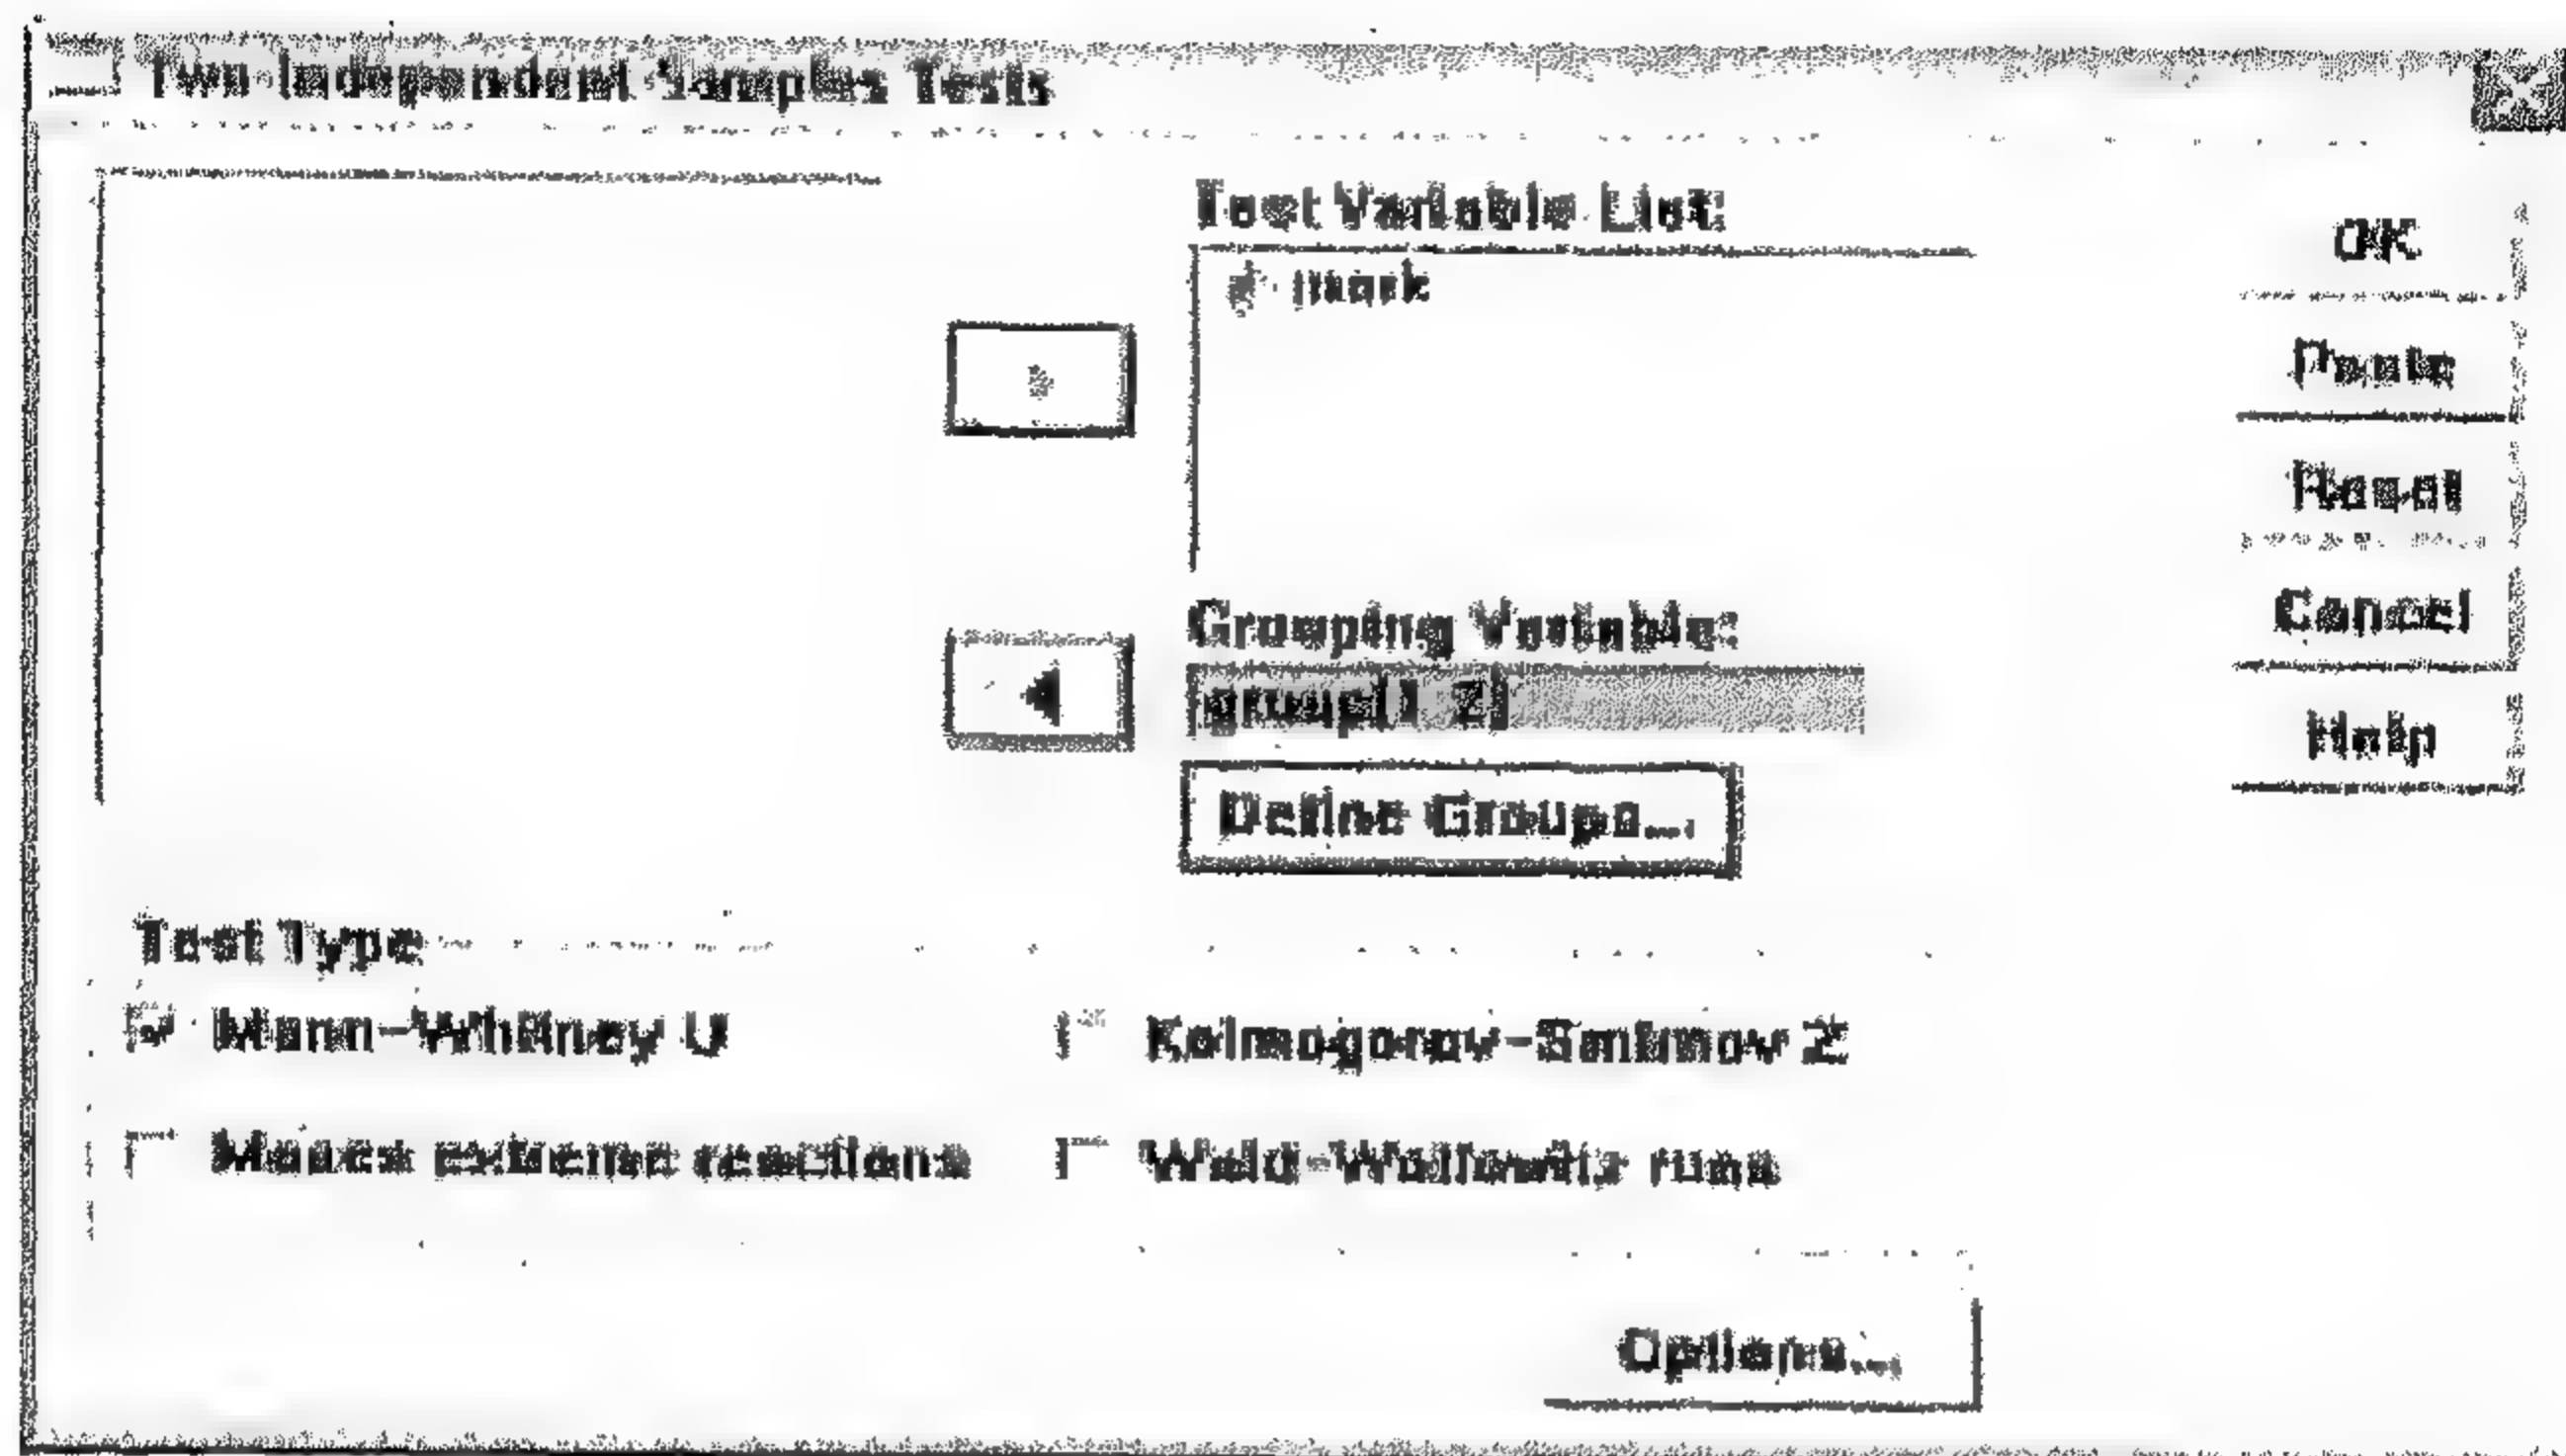 Two Independent Samples Tests
Test Variable List:
mark
OK
Paste
Reset
Cancel
Help
Grouping Variable:
group(1 2)
Define Groups...
Test Type
Mann-Whitney U
Kolmogorov-Smirnov Z
Moses extreme reactions
Wald-Wolfowitz runs
Options...